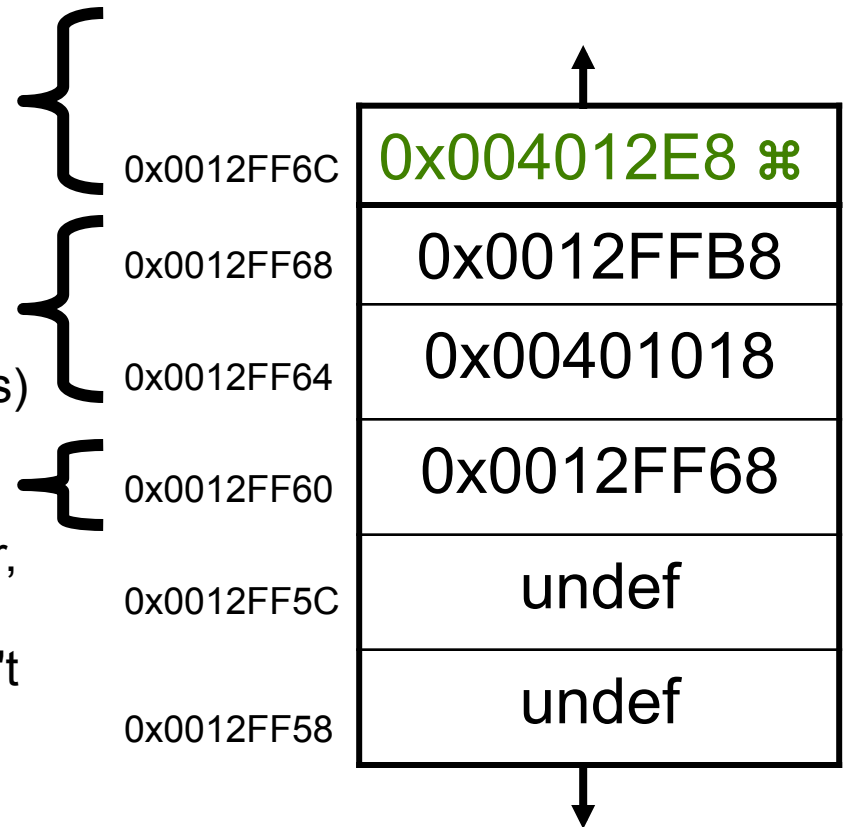 0x0012FF6C 0x004012E8 ⌘
0x0012FF68 0x0012FFB8
0x0012FF64 0x00401018
s)
0x0012FF60 0x0012FF68
r,
0x0012FF5C undef
't
0x0012FF58 undef